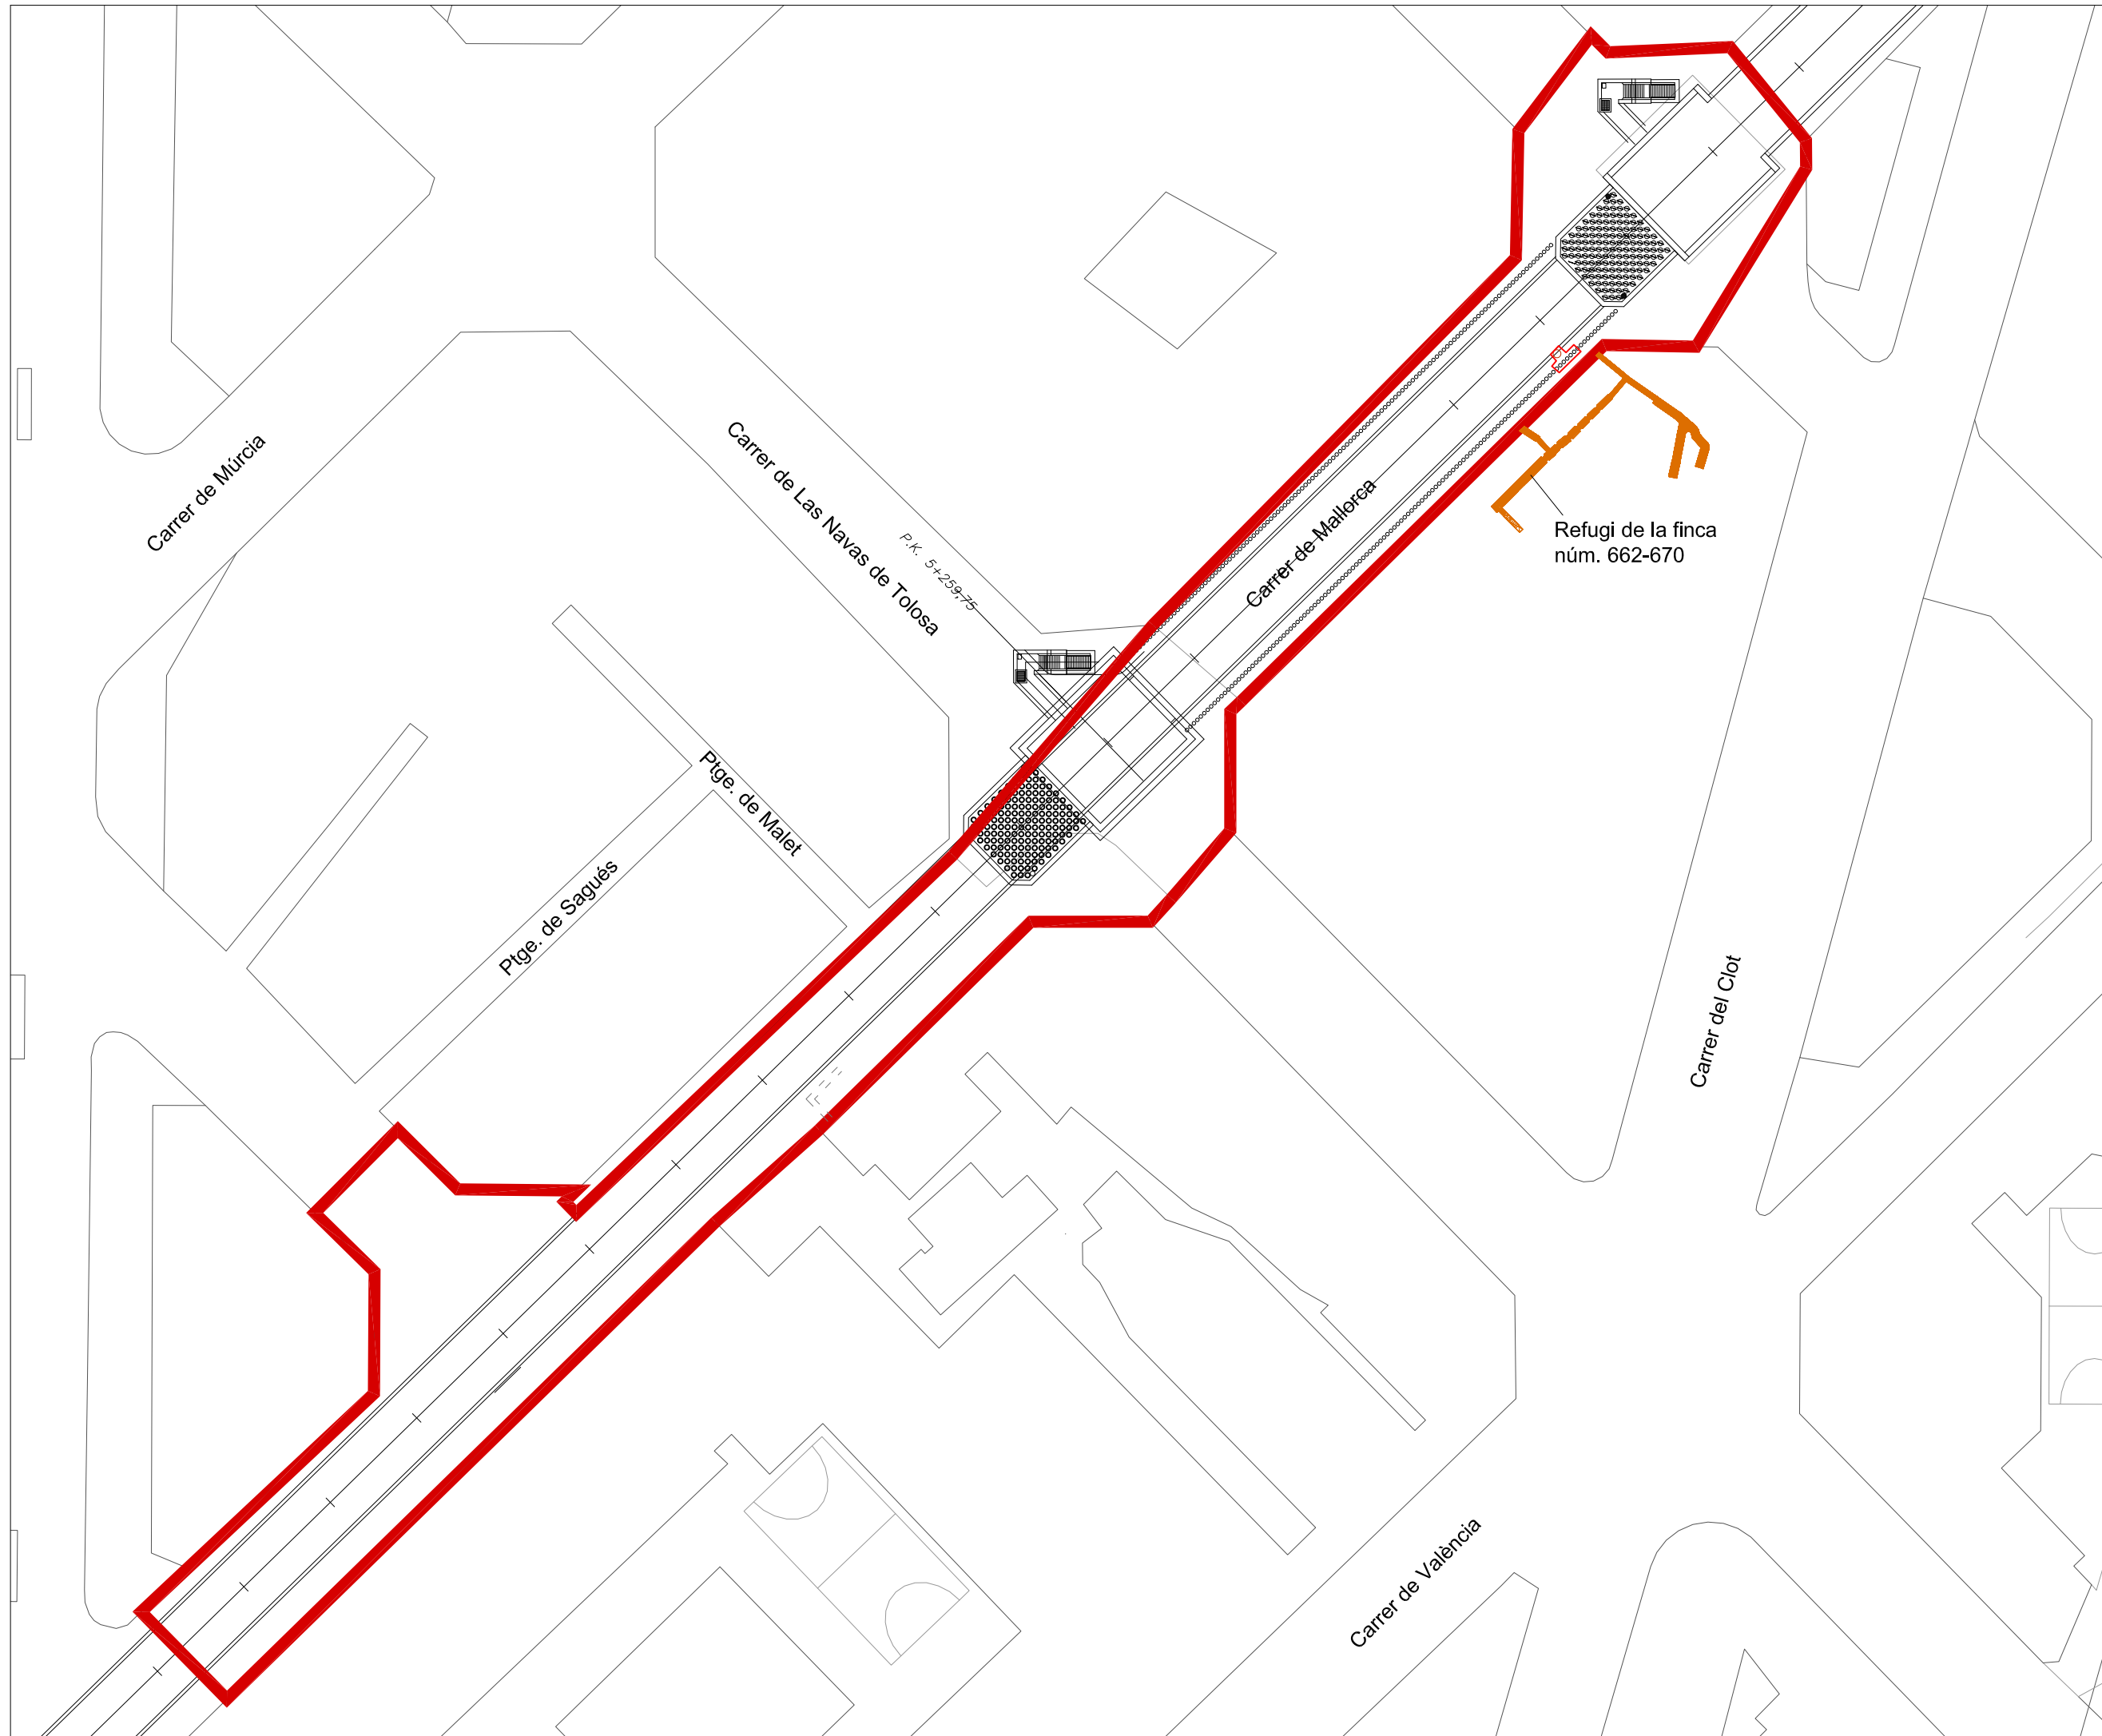 Carrer de Múrcia
Carrer de Las Navas de Tolosa
P.K. 5+259,75
Carrer de Mallorca
Refugi de la finca
núm. 662-670
Ptge. de Malet
Ptge. de Sagués
Carrer del Clot
Carrer de València